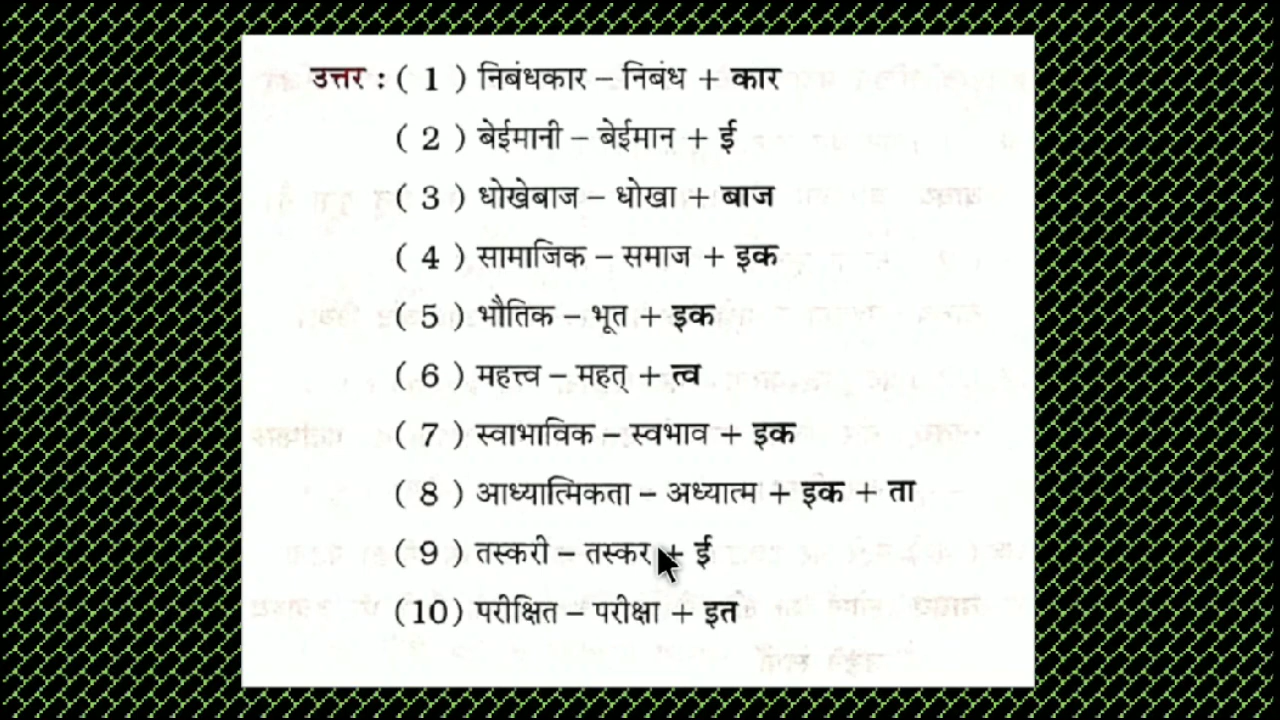 उत्तर : ( 1 ) निबंधकार – निबंध + कार
( 2 ) बेईमानी – बेईमान + ई
( 3 ) धोखेबाज – धोखा + बाज
( 4 ) सामाजिक – समाज + इक
( 5 ) भौतिक – भूत + इक
( 6 ) महत्त्व – महत् + त्व
( 7 ) स्वाभाविक – स्वभाव + इक
( 8 ) आध्यात्मिकता – अध्यात्म + इक + ता
( 9 ) तस्करी – तस्कर + ई
(10) परीक्षित – परीक्षा + इत